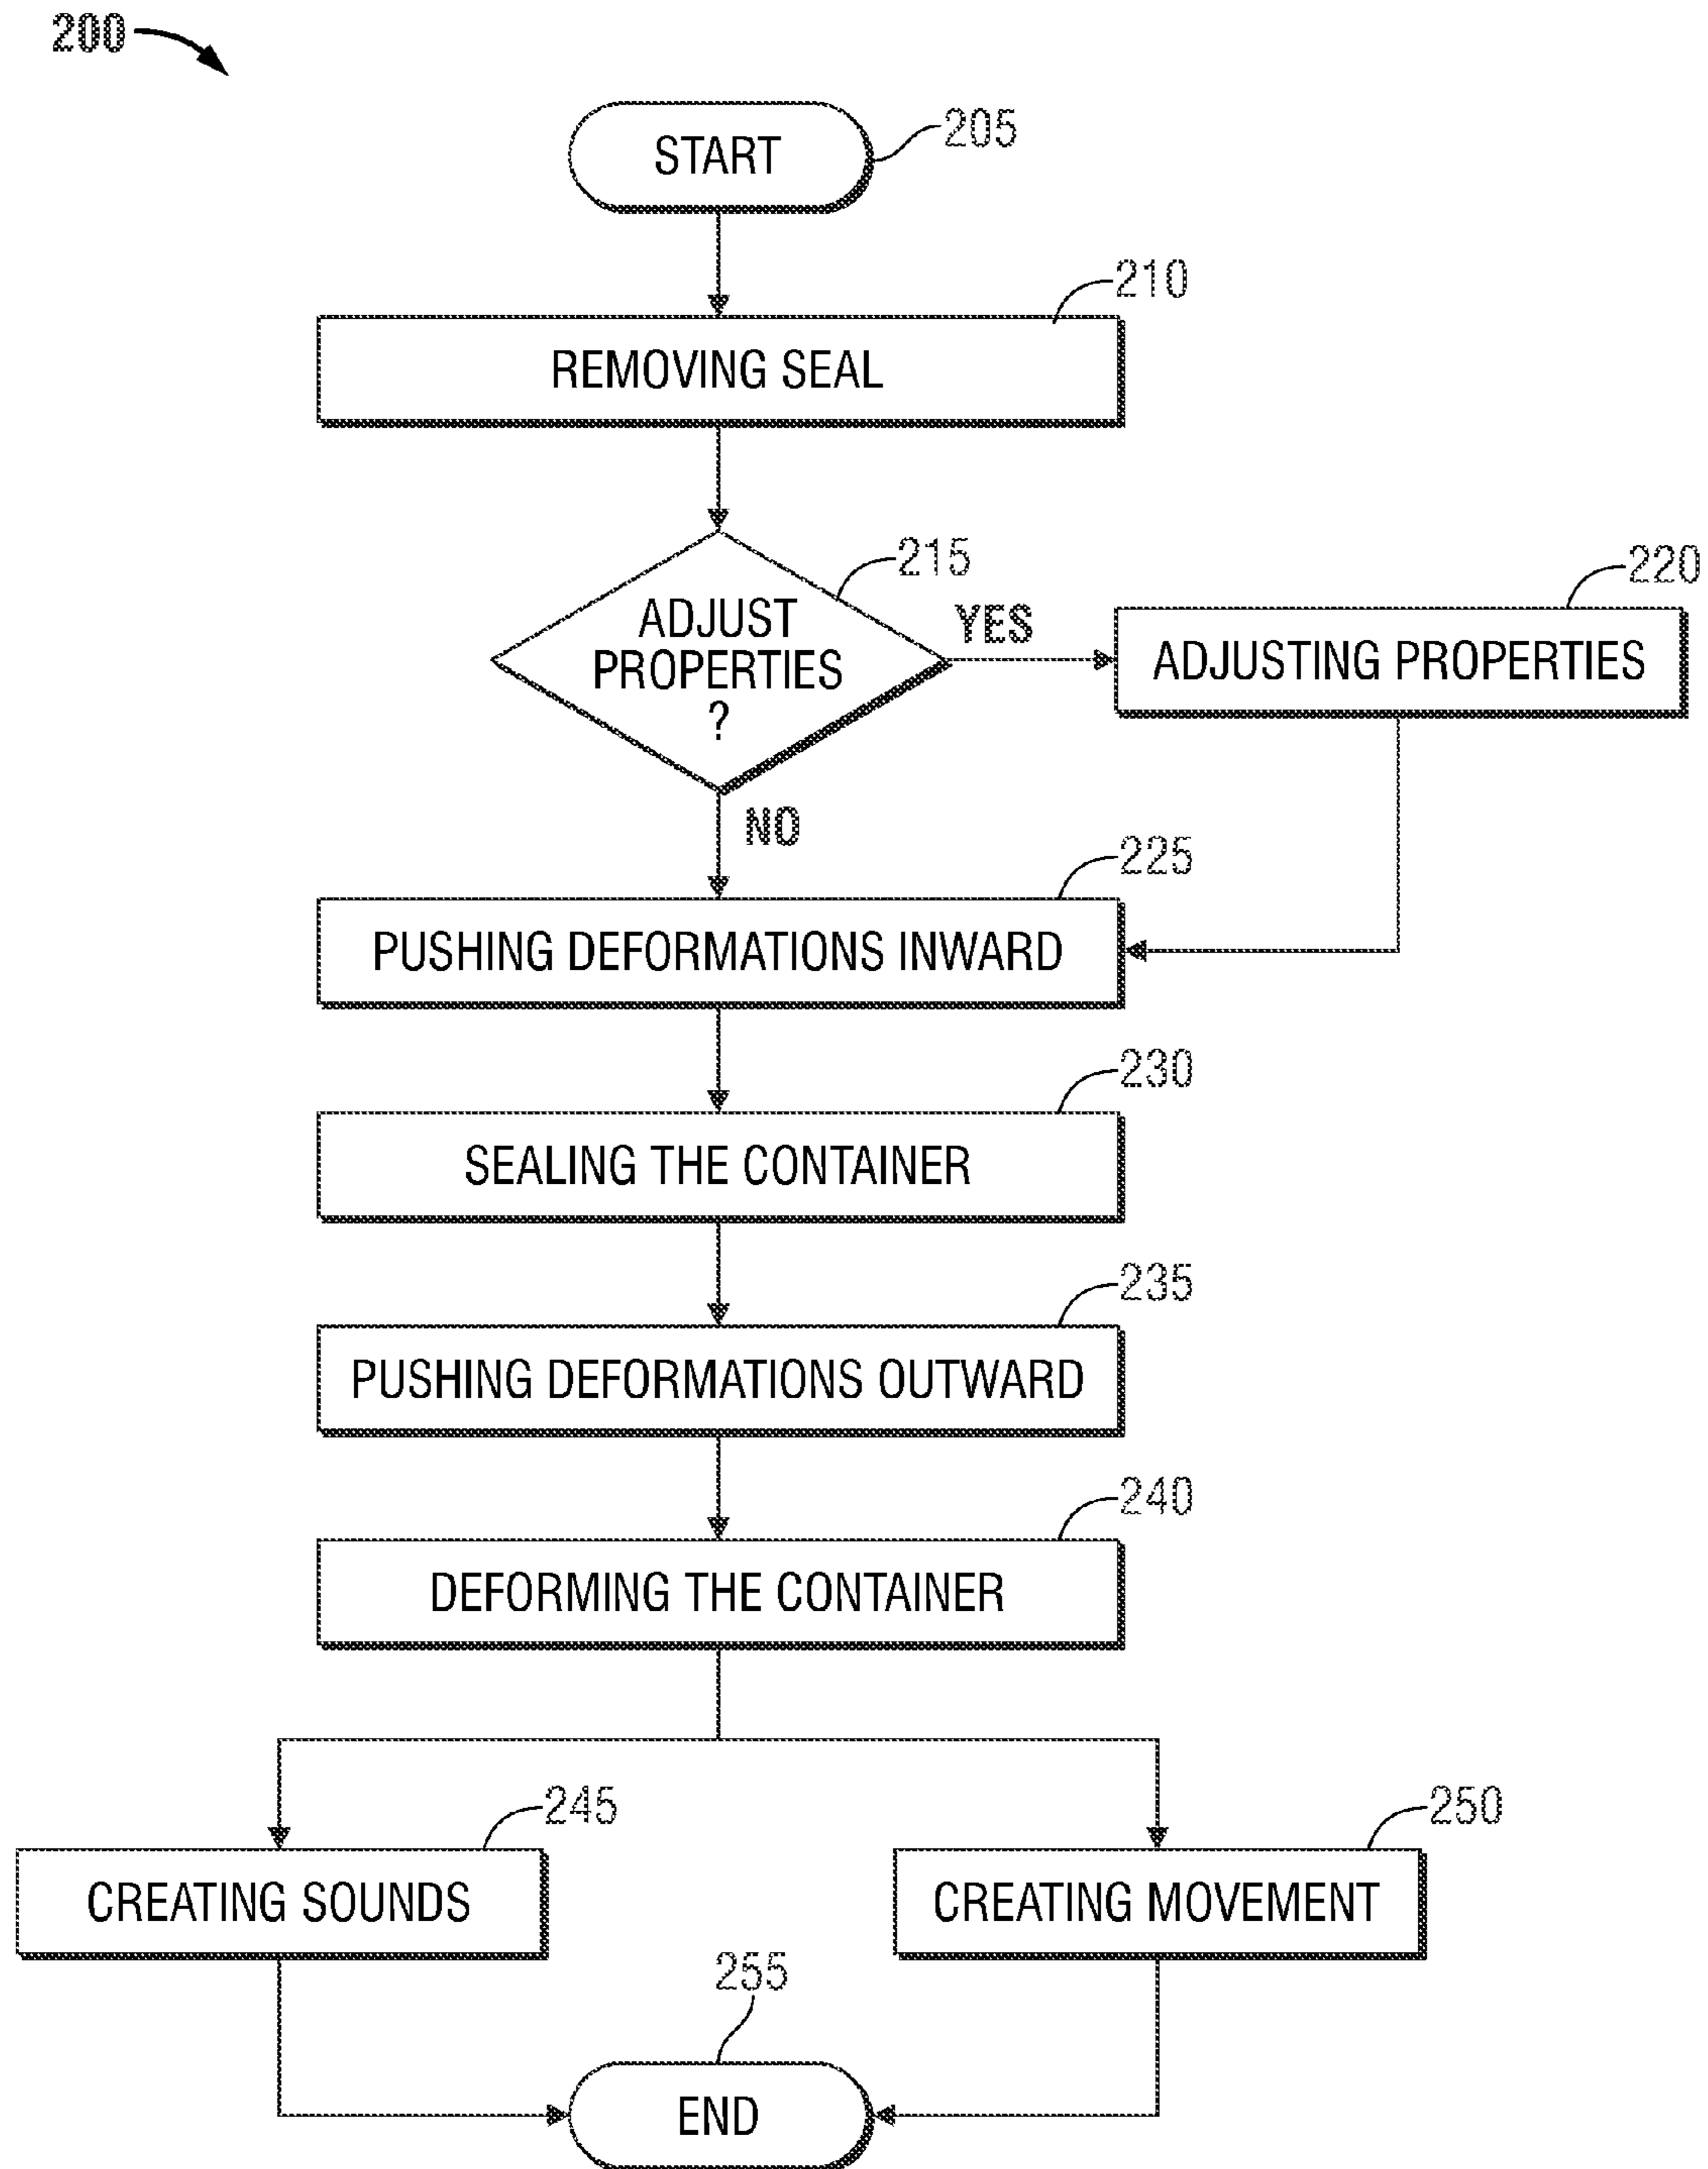 200
START
205
210
REMOVING SEAL
215
ADJUST
PROPERTIES
?
YES
220
ADJUSTING PROPERTIES
NO
225
PUSHING DEFORMATIONS INWARD
230
SEALING THE CONTAINER
235
PUSHING DEFORMATIONS OUTWARD
240
DEFORMING THE CONTAINER
245
CREATING SOUNDS
250
CREATING MOVEMENT
255
END